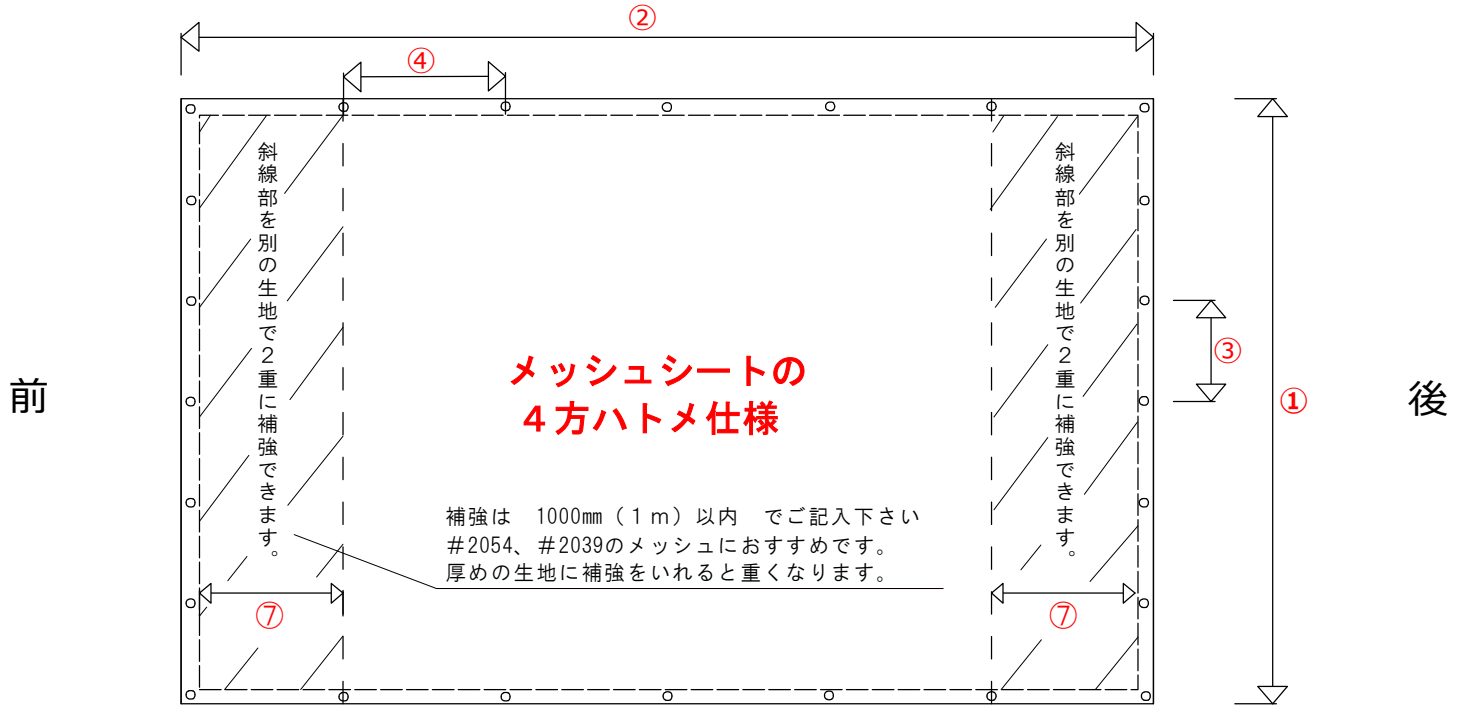 ②
④
斜線部を別の生地で２重に補強できます。
斜線部を別の生地で２重に補強できます。
③
前
メッシュシートの
４方ハトメ仕様
①
後
補強は　1000㎜（１ｍ）以内　でご記入下さい
＃2054、＃2039のメッシュにおすすめです。
厚めの生地に補強をいれると重くなります。
⑦
⑦